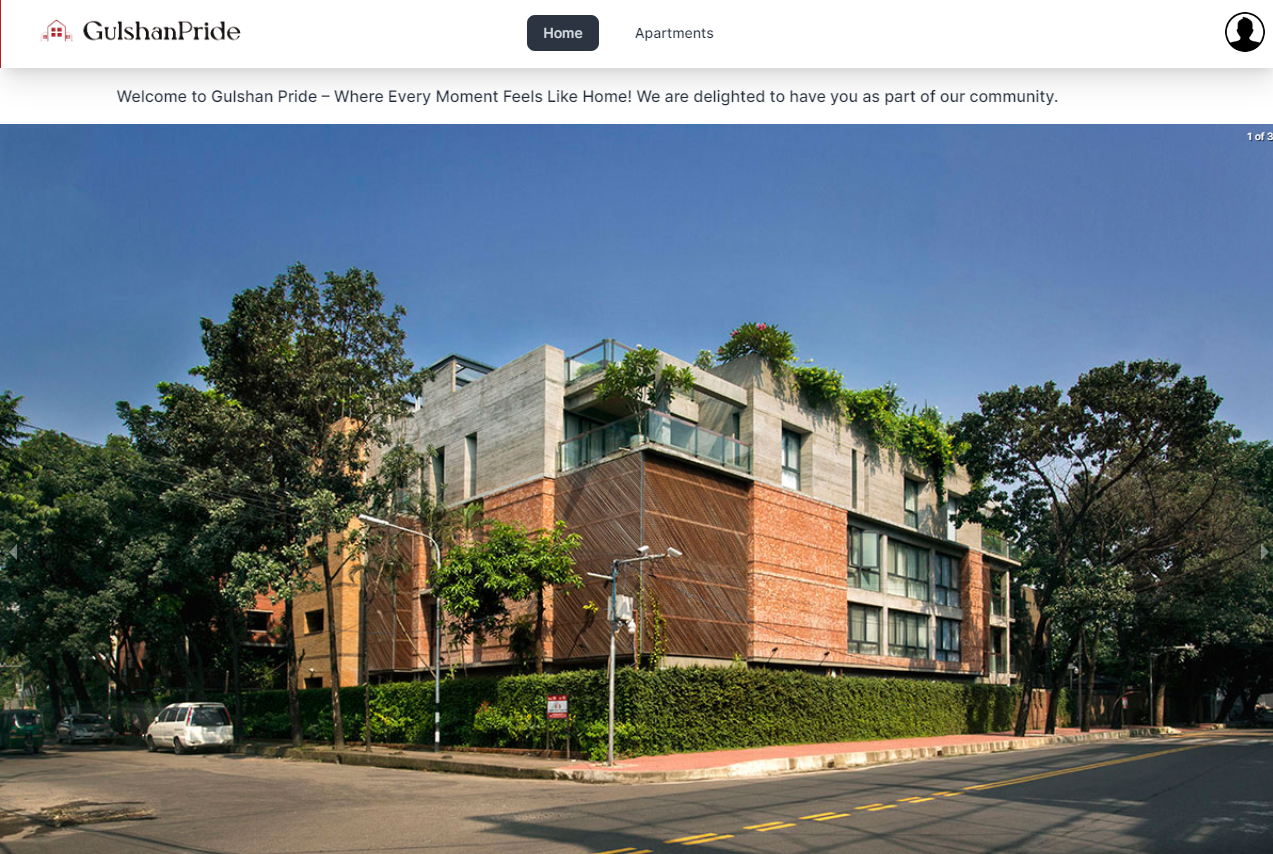 GulshanPride
Home
Apartments
Welcome to Gulshan Pride – Where Every Moment Feels Like Home! We are delighted to have you as part of our community.
1 of 3